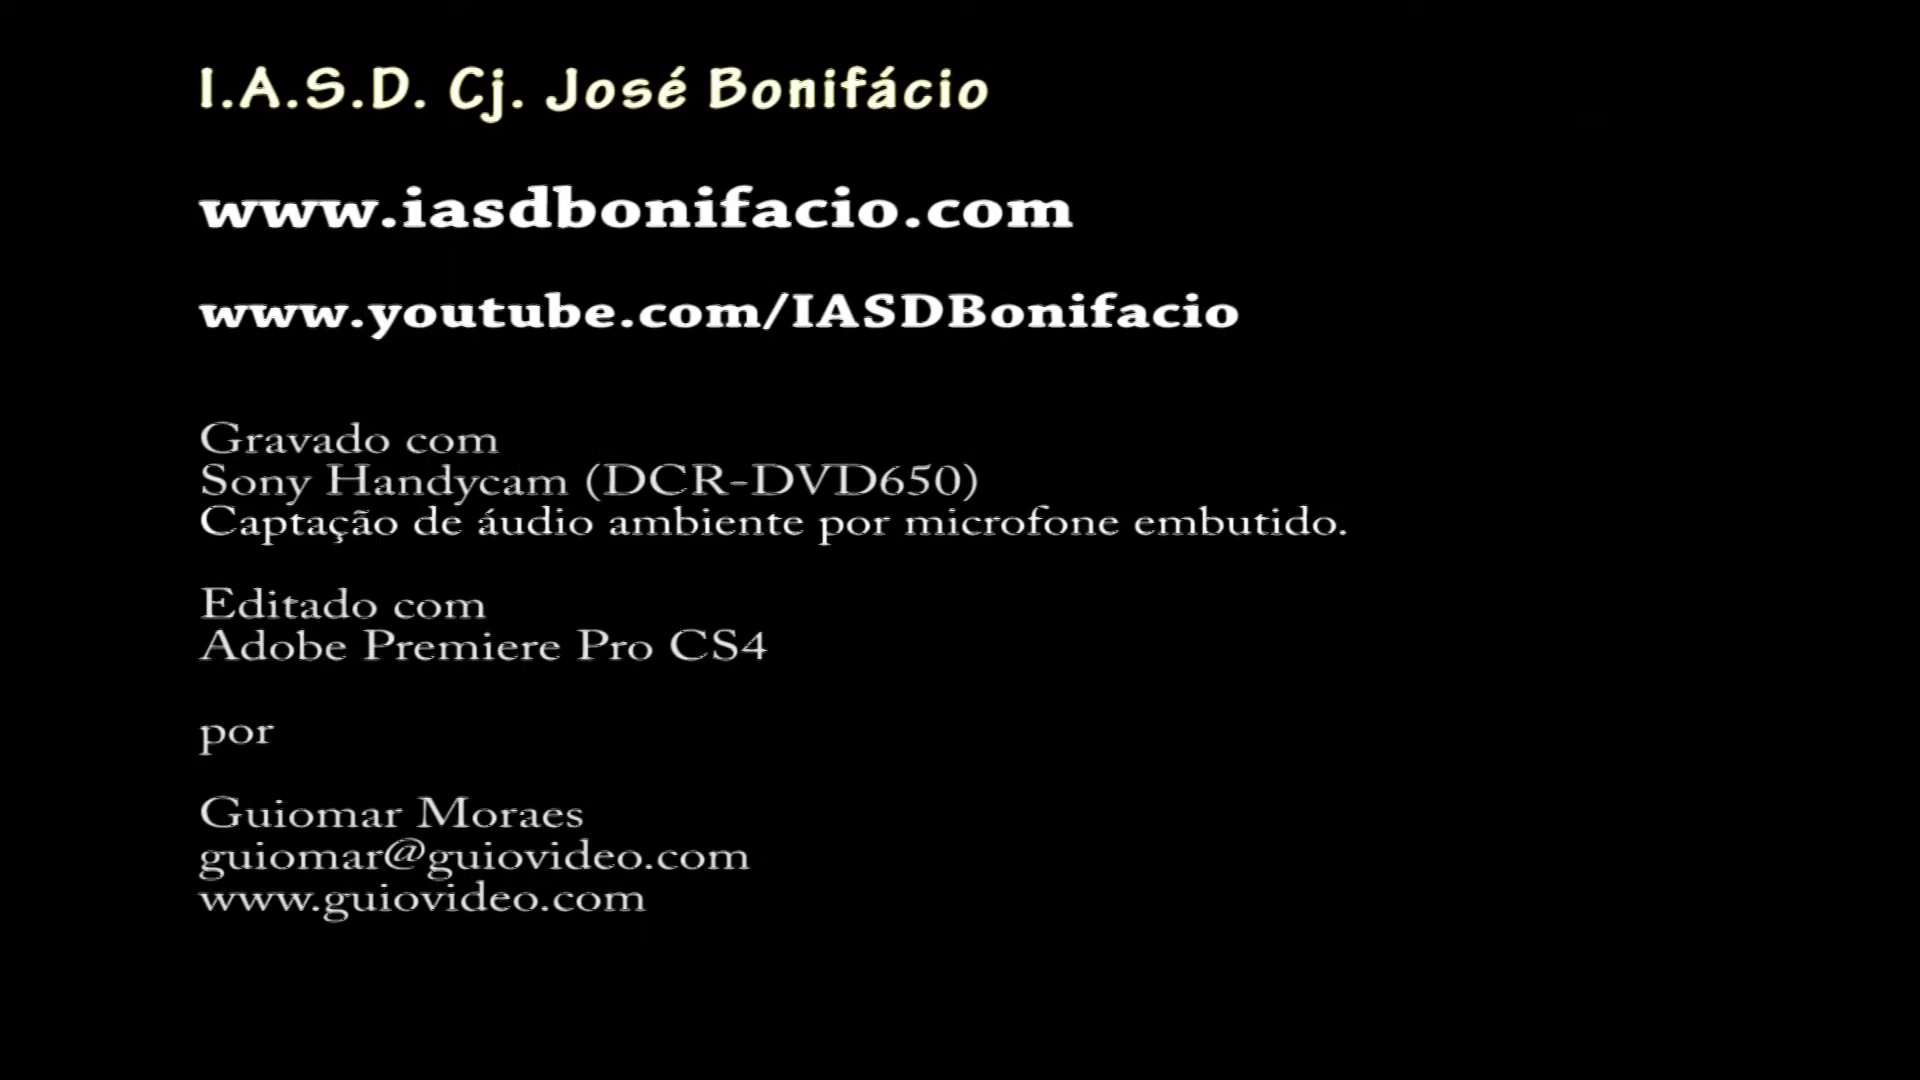 I.A.S.D. Cj. José Bonifácio
www.iasdbonifacio.com
www.youtube.com/IASDBonifacio
Gravado com
Sony Handycam (DCR-DVD650)
Captação de áudio ambiente por microfone embutido.
Editado com
Adobe Premiere Pro CS4
por
Guiomar Moraes
guiomar@guiovideo.com
www.guiovideo.com